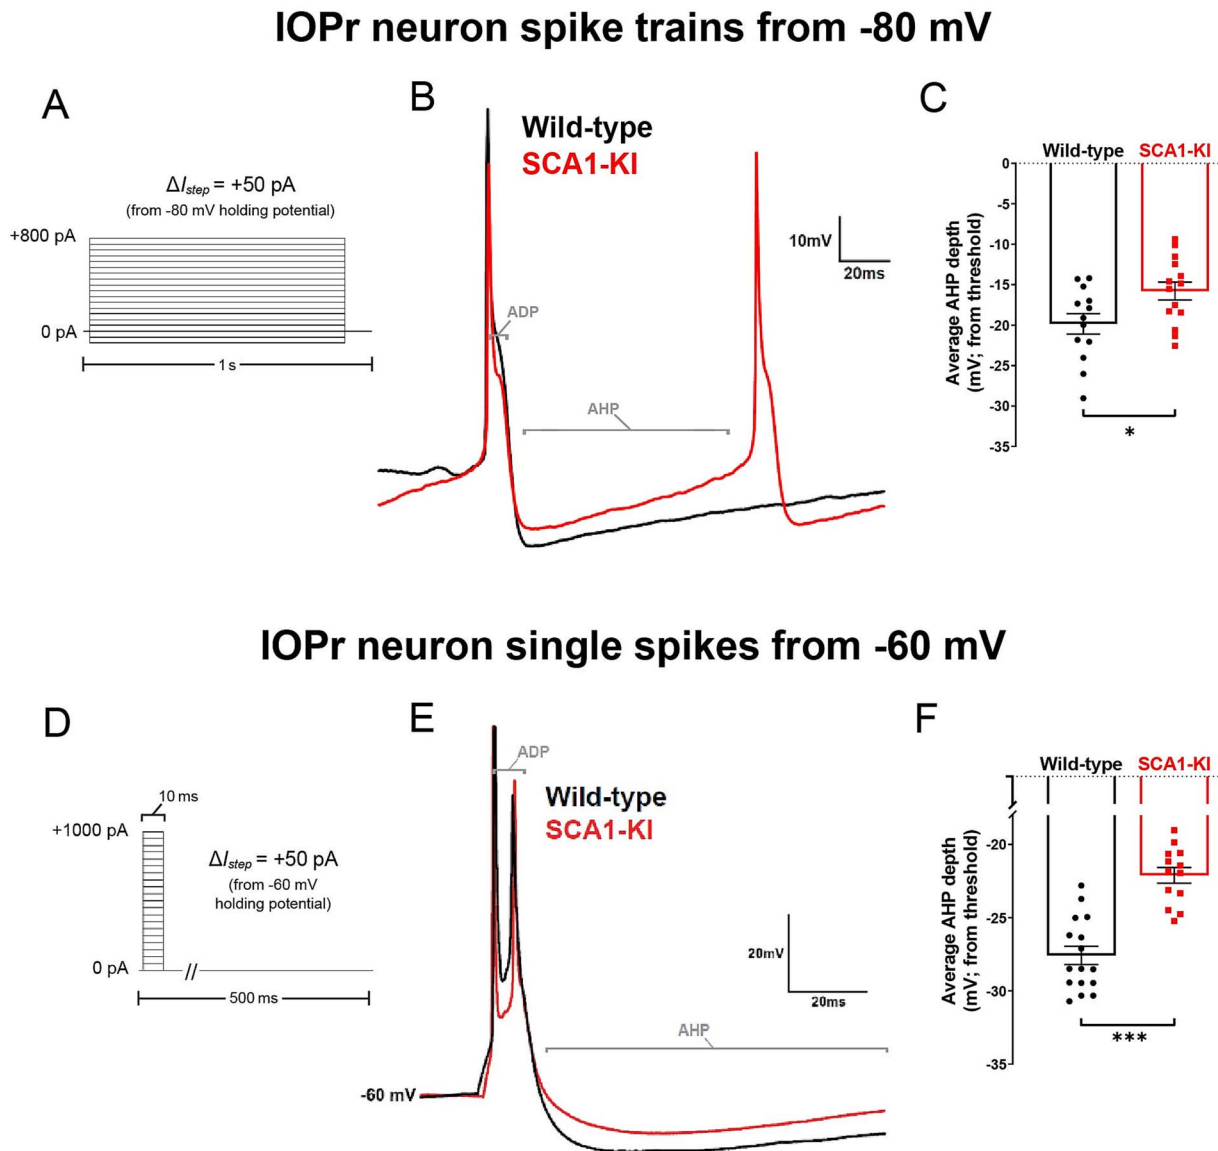 IOPr neuron spike trains from -80 mV
A
ΔIstep = +50 pA
(from -80 mV holding potential)
+800 pA
0 pA
1 s
B
Wild-type
SCA1-KI
ADP
AHP
10mV
20ms
C
Wild-type SCA1-KI
Average AHP depth
(mV; from threshold)
0
-5
-10
-15
-20
-25
-30
-35
*
IOPr neuron single spikes from -60 mV
D
10 ms
+1000 pA
ΔIstep = +50 pA
(from -60 mV
holding potential)
0 pA
//
500 ms
E
ADP
Wild-type
SCA1-KI
20mV
20ms
AHP
-60 mV
F
Wild-type SCA1-KI
Average AHP depth
(mV; from threshold)
-20
-25
-30
-35
***